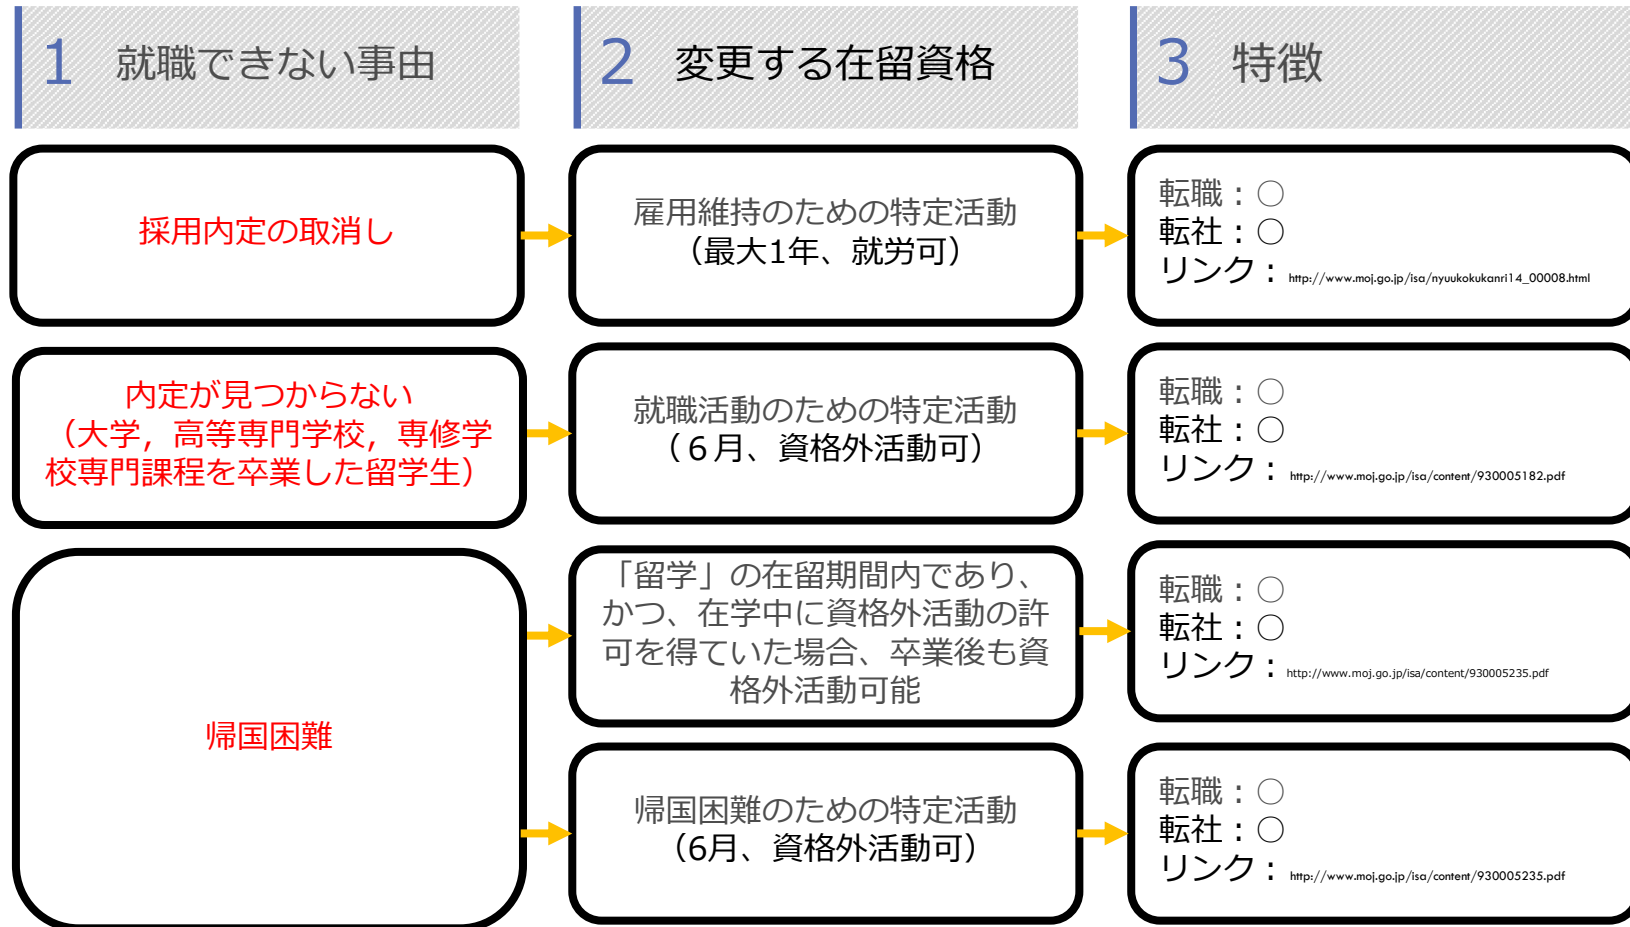 1 就職できない事由
2 変更する在留資格
3 特徴
採用内定の取消し
雇用維持のための特定活動
（最大1年、就労可）
転職：○
転社：○
リンク： http://www.moj.go.jp/isa/nyuukokukanri14_00008.html
内定が見つからない
（大学，高等専門学校，専修学
校専門課程を卒業した留学生）
就職活動のための特定活動
（６月、資格外活動可）
転職：○
転社：○
リンク： http://www.moj.go.jp/isa/content/930005182.pdf
帰国困難
「留学」の在留期間内であり、
かつ、在学中に資格外活動の許
可を得ていた場合、卒業後も資
格外活動可能
転職：○
転社：○
リンク： http://www.moj.go.jp/isa/content/930005235.pdf
帰国困難のための特定活動
（6月、資格外活動可）
転職：○
転社：○
リンク： http://www.moj.go.jp/isa/content/930005235.pdf